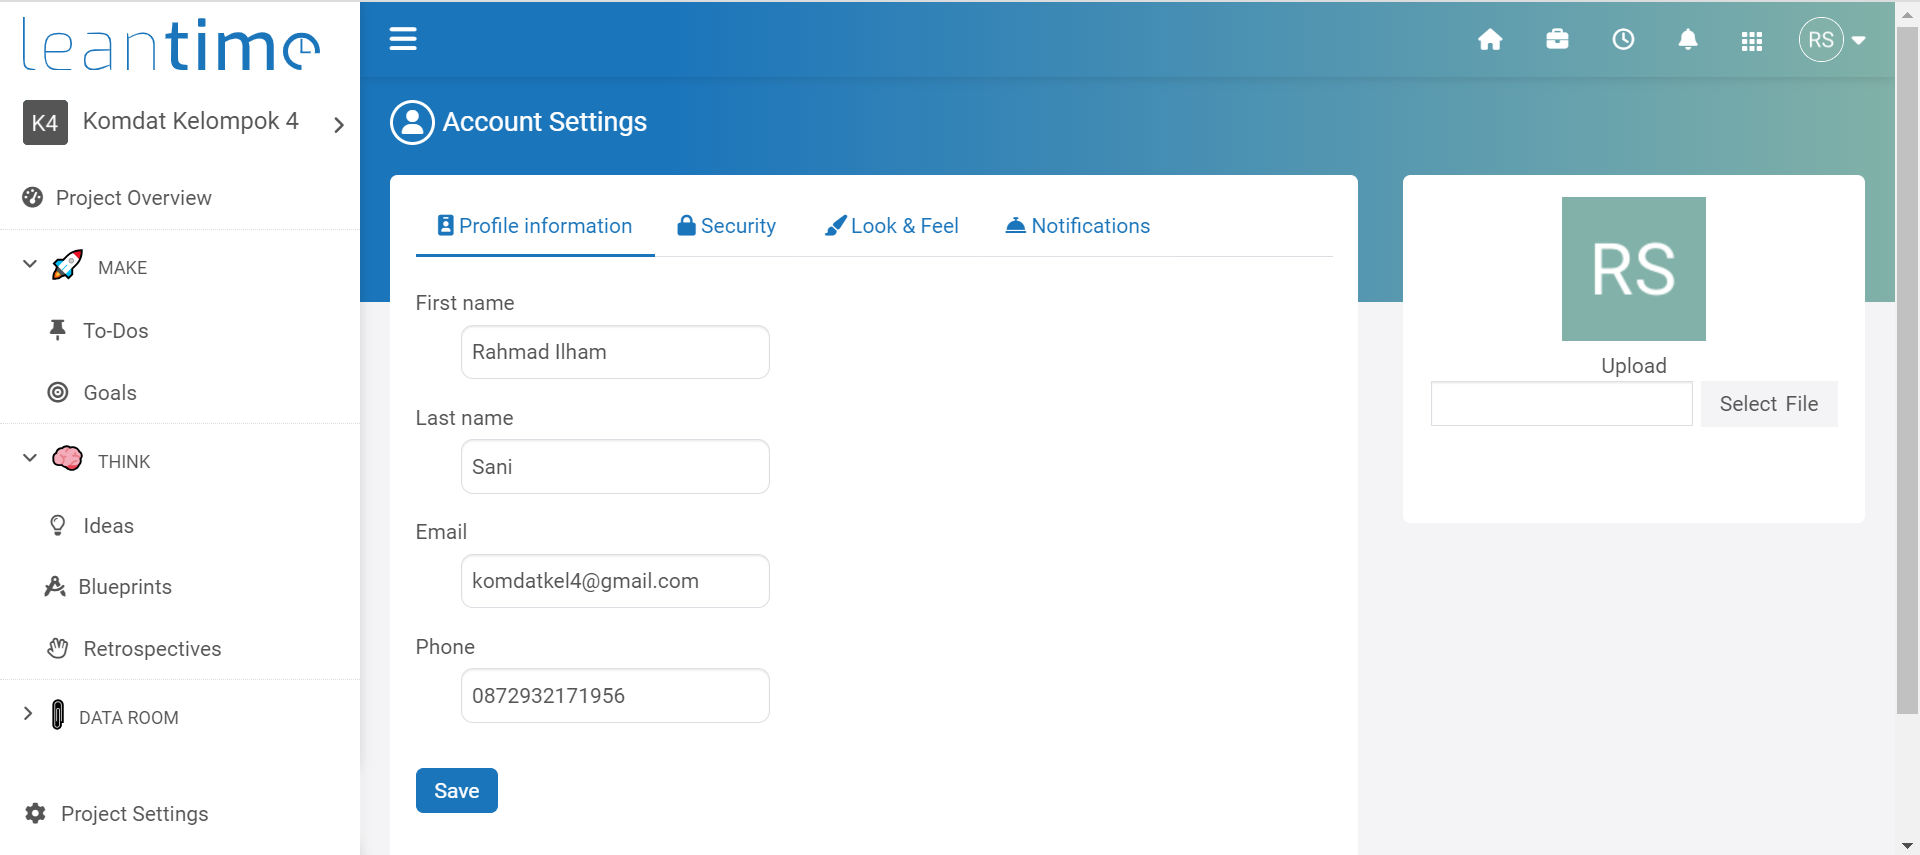 leantime
K4 Komdat Kelompok 4
Project Overview
MAKE
To-Dos
Goals
THINK
Ideas
Blueprints
Retrospectives
DATA ROOM
Project Settings
RS
Account Settings
Profile information Security Look & Feel Notifications
First name
Rahmad Ilham
Last name
Sani
Email
komdatkel4@gmail.com
Phone
0872932171956
Save
RS
Upload
Select File